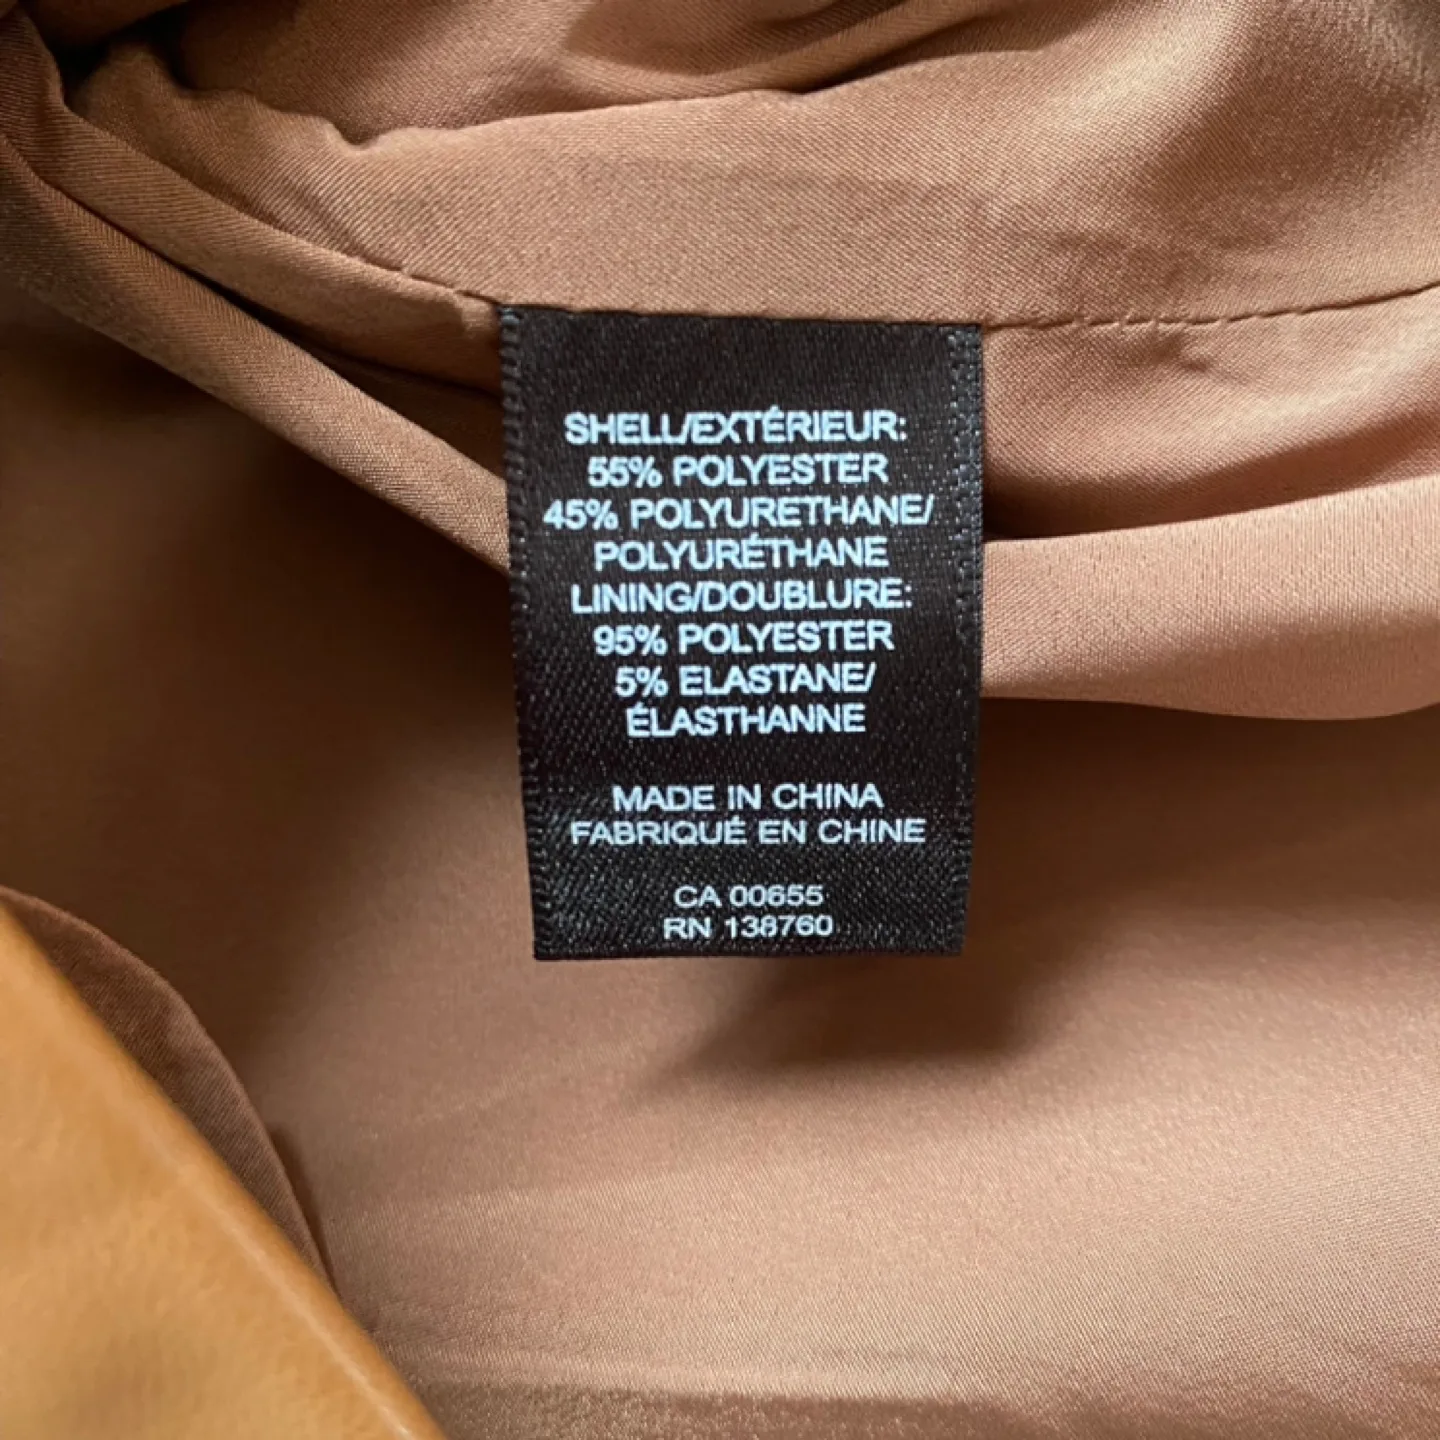 SHELL/EXTÉRIEUR:
55% POLYESTER
45% POLYURETHANE/
POLYURÉTHANE
LINING/DOUBLURE:
95% POLYESTER
5% ELASTANE/
ÉLASTHANNE
MADE IN CHINA
FABRIQUÉ EN CHINE
CA 00655
RN 138760